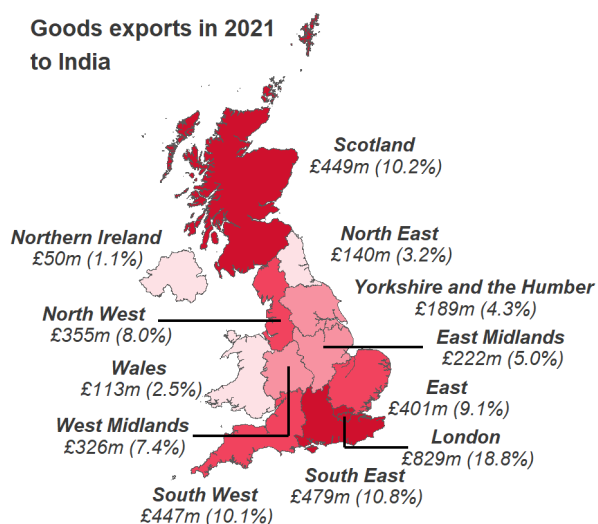 Goods exports in 2021
to India
Scotland
£449m (10.2%)
Northern Ireland
£50m (1.1%)
North East
£140m (3.2%)
Yorkshire and the Humber
£189m (4.3%)
North West
£355m (8.0%)
East Midlands
£222m (5.0%)
Wales
£113m (2.5%)
East
£401m (9.1%)
West Midlands
£326m (7.4%)
London
£829m (18.8%)
South East
£479m (10.8%)
South West
£447m (10.1%)